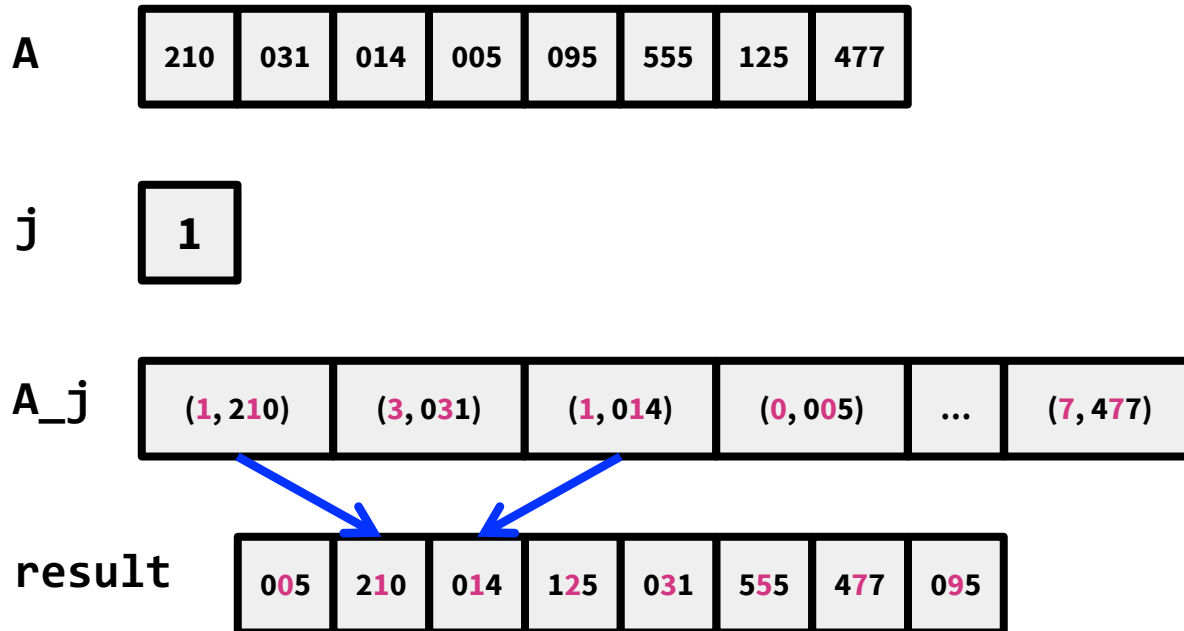 A 210 031 014 005 095 555 125 477
j 1
A_j (1, 210) (3, 031) (1, 014) (0, 005) ... (7, 477)
result 005 210 014 125 031 555 477 095